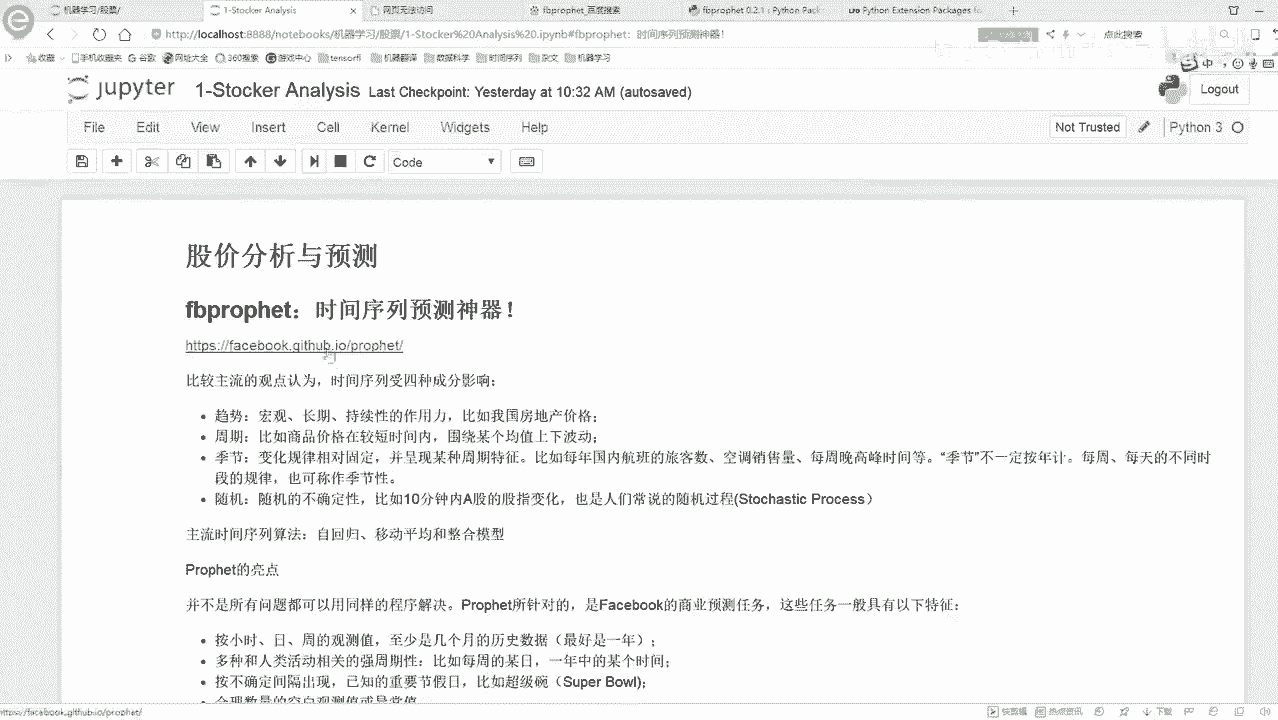 机器学习/股票/
1-Stocker Analysis
网页无法访问
fbprophet_百度搜索
fbprophet 0.2.1 : Python Pack
Python Extension Packages fo
http://localhost:8888/notebooks/机器学习/股票/1-Stocker%20Analysis%20.ipynb#fbprophet：时间序列预测神器！
点此搜索
收藏
手机收藏夹
谷歌
网址大全
360搜索
游戏中心
tensorfl
机器翻译
数据科学
时间序列
杂文
机器学习
中
jupyter 1-Stocker Analysis Last Checkpoint: Yesterday at 10:32 AM (autosaved)
Logout
File Edit View Insert Cell Kernel Widgets Help
Not Trusted
Python 3
Code
股价分析与预测
fbprophet：时间序列预测神器！
https://facebook.github.io/prophet/
比较主流的观点认为，时间序列受四种成分影响：
趋势：宏观、长期、持续性的作用力，比如我国房地产价格；
周期：比如商品价格在较短时间内，围绕某个均值上下波动；
季节：变化规律相对固定，并呈现某种周期特征。比如每年国内航班的旅客数、空调销售量、每周晚高峰时间等。“季节”不一定按年计。每周、每天的不同时
段的规律，也可称作季节性。
随机：随机的不确定性，比如10分钟内A股的股指变化，也是人们常说的随机过程(Stochastic Process）
主流时间序列算法：自回归、移动平均和整合模型
Prophet的亮点
并不是所有问题都可以用同样的程序解决。Prophet所针对的，是Facebook的商业预测任务，这些任务一般具有以下特征：
按小时、日、周的观测值，至少是几个月的历史数据（最好是一年）；
多种和人类活动相关的强周期性：比如每周的某日，一年中的某个时间；
按不确定间隔出现，已知的重要节假日，比如超级碗（Super Bowl)；
合理数量的空白观测值或异常值
https://facebook.github.io/prophet/
快剪辑
热点资讯
下载